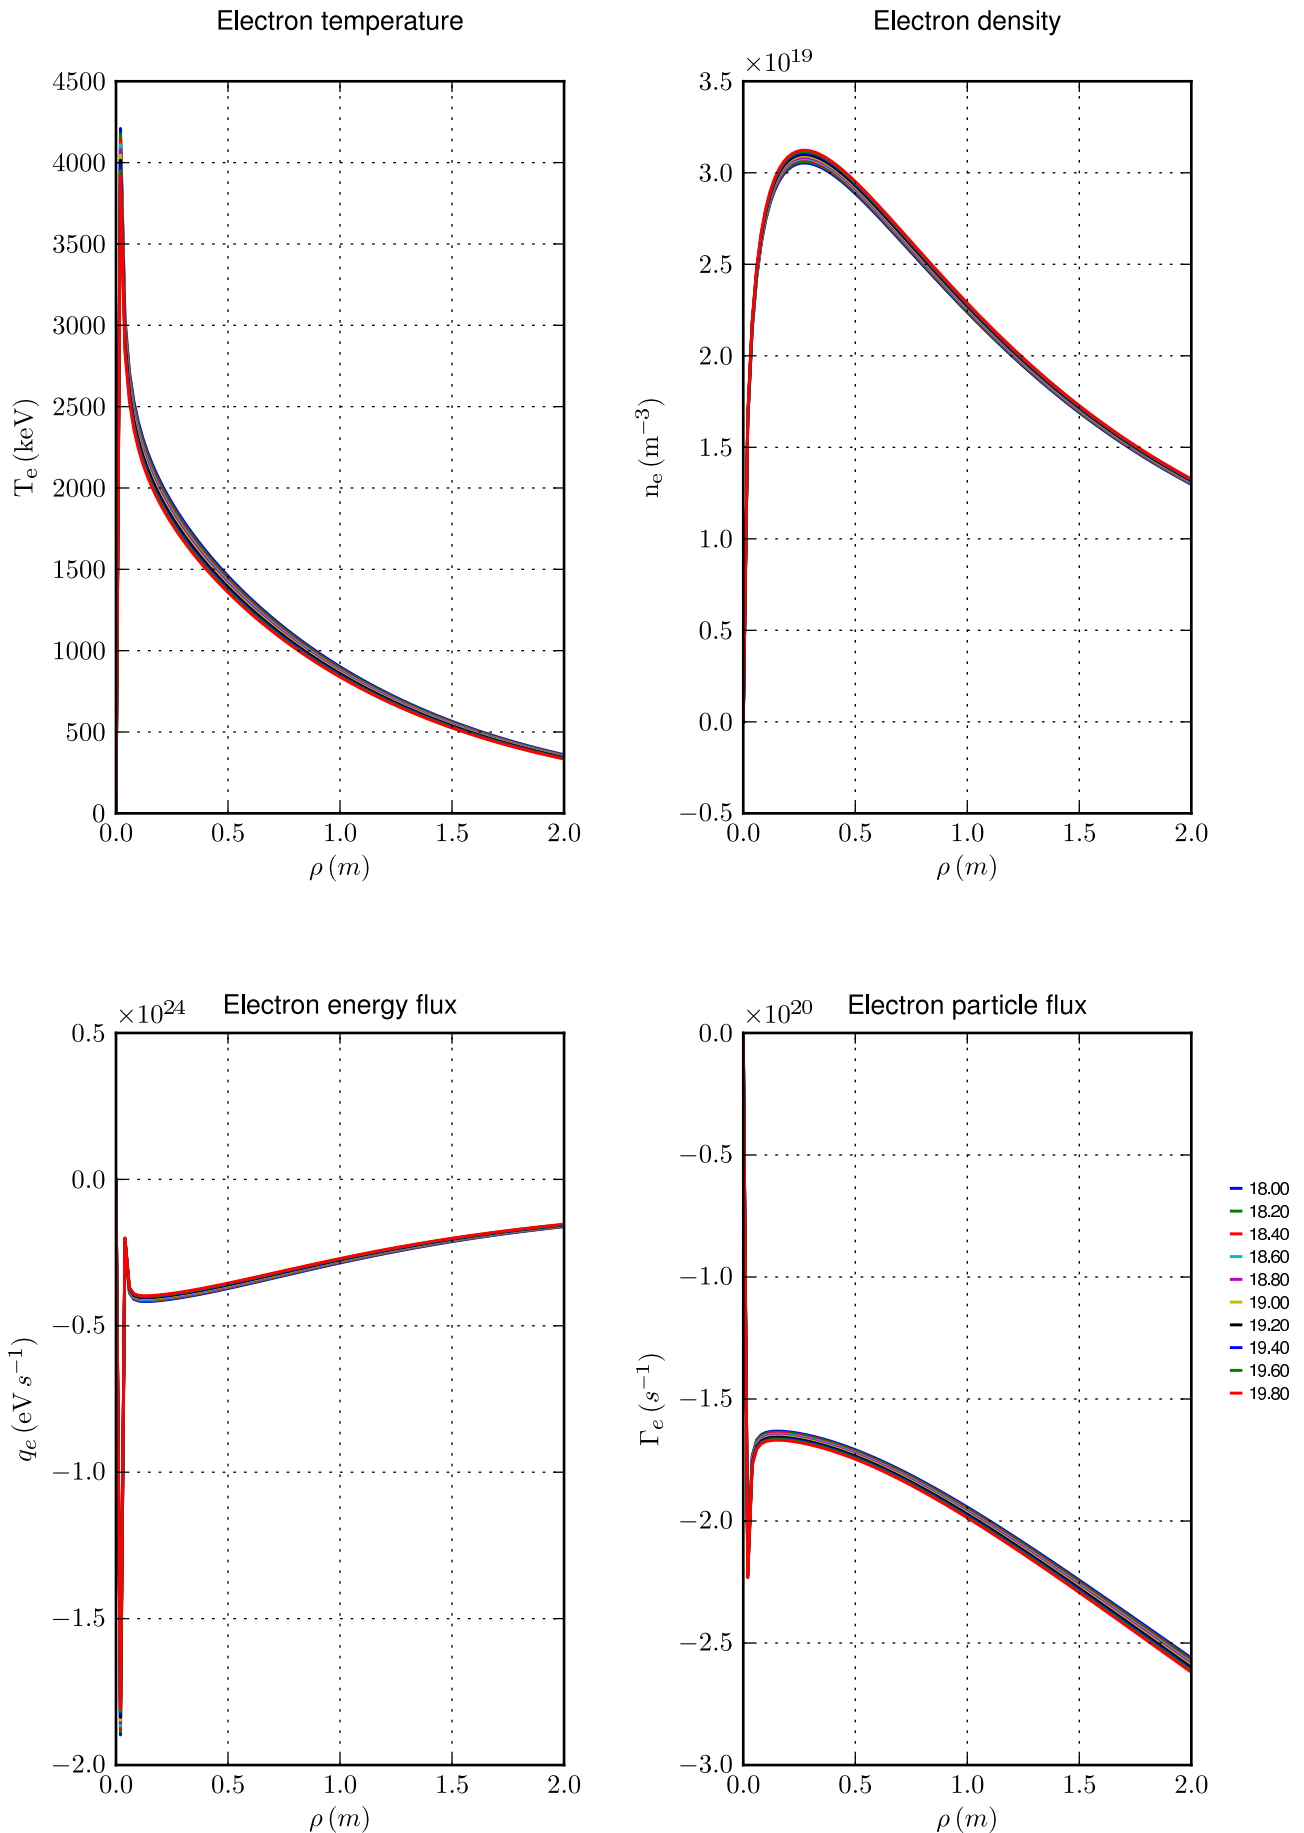 Electron temperature
4500
4000
3500
3000
2500
2000
1500
1000
500
0
0.0 0.5 1.0 1.5 2.0
ρ (m)
T_e (keV)
Electron density
×10^19
3.5
3.0
2.5
2.0
1.5
1.0
0.5
0.0
−0.5
0.0 0.5 1.0 1.5 2.0
ρ (m)
n_e (m^−3)
Electron energy flux
×10^24
0.5
0.0
−0.5
−1.0
−1.5
−2.0
0.0 0.5 1.0 1.5 2.0
ρ (m)
q_e (eV s^−1)
Electron particle flux
×10^20
0.0
−0.5
−1.0
−1.5
−2.0
−2.5
−3.0
0.0 0.5 1.0 1.5 2.0
ρ (m)
Γ_e (s^−1)
18.00
18.20
18.40
18.60
18.80
19.00
19.20
19.40
19.60
19.80